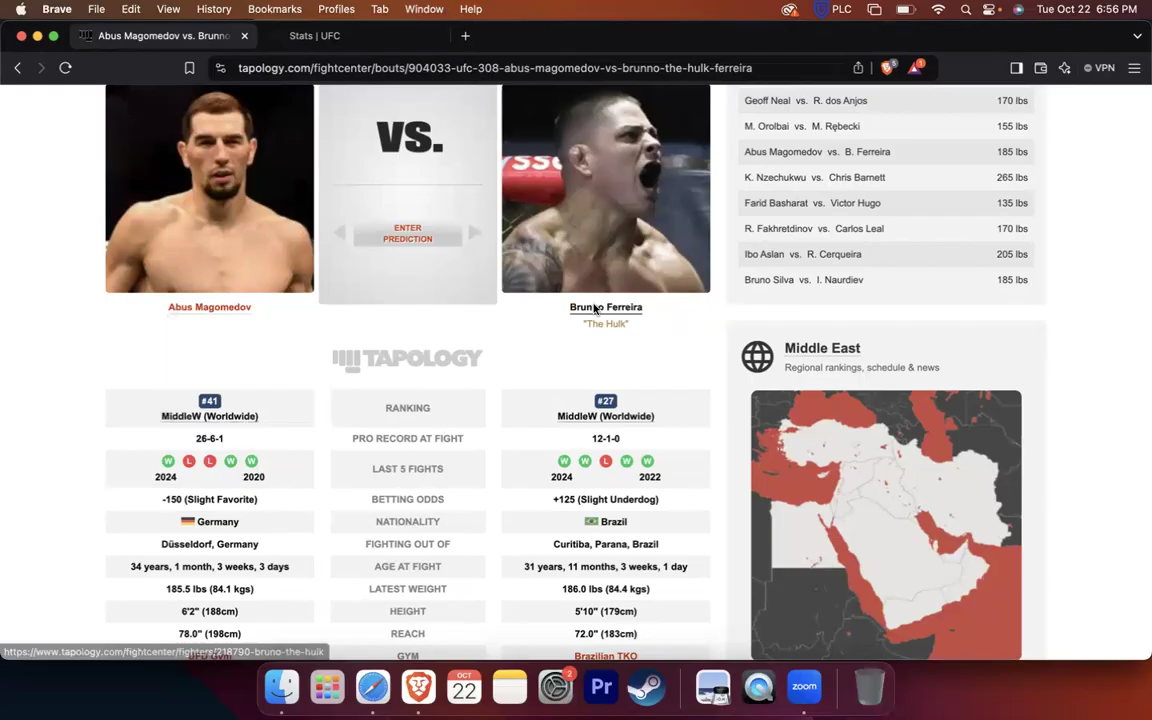 Brave File Edit View History Bookmarks Profiles Tab Window Help PLC Tue Oct 22 6:56 PM
Abus Magomedov vs. Brunno
Stats | UFC
tapology.com/fightcenter/bouts/904033-ufc-308-abus-magomedov-vs-brunno-the-hulk-ferreira
5
1
VPN
VS.
ENTER
PREDICTION
Abus Magomedov
Brunno Ferreira
"The Hulk"
TAPOLOGY
#41
MiddleW (Worldwide)
RANKING
#27
MiddleW (Worldwide)
26-6-1 PRO RECORD AT FIGHT 12-1-0
W L L W W
2024 2020
LAST 5 FIGHTS
W W L W W
2024 2022
-150 (Slight Favorite) BETTING ODDS +125 (Slight Underdog)
Germany NATIONALITY Brazil
Düsseldorf, Germany FIGHTING OUT OF Curitiba, Parana, Brazil
34 years, 1 month, 3 weeks, 3 days AGE AT FIGHT 31 years, 11 months, 3 weeks, 1 day
185.5 lbs (84.1 kgs) LATEST WEIGHT 186.0 lbs (84.4 kgs)
6'2" (188cm) HEIGHT 5'10" (179cm)
78.0" (198cm) REACH 72.0" (183cm)
GYM Brazilian TKO
Geoff Neal vs. R. dos Anjos 170 lbs
M. Orolbai vs. M. Rębecki 155 lbs
Abus Magomedov vs. B. Ferreira 185 lbs
K. Nzechukwu vs. Chris Barnett 265 lbs
Farid Basharat vs. Victor Hugo 135 lbs
R. Fakhretdinov vs. Carlos Leal 170 lbs
Ibo Aslan vs. R. Cerqueira 205 lbs
Bruno Silva vs. I. Naurdiev 185 lbs
Middle East
Regional rankings, schedule & news
https://www.tapology.com/fightcenter/fighters/218790-bruno-the-hulk
OCT
22
2
Pr
zoom